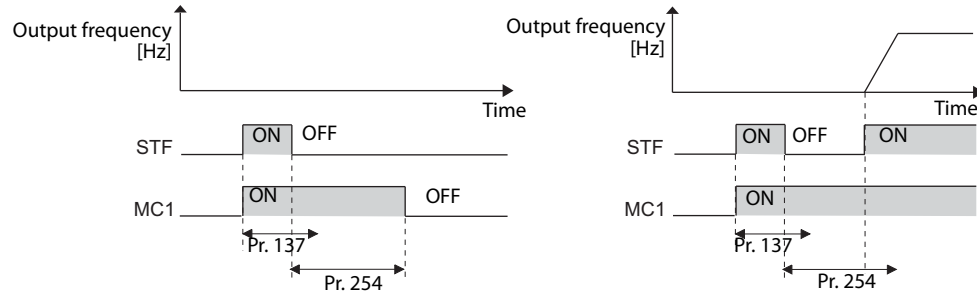 Output frequency
[Hz]
Time
STF
ON
OFF
MC1
ON
OFF
Pr. 137
Pr. 254
Output frequency
[Hz]
Time
STF
ON
OFF
ON
MC1
ON
Pr. 137
Pr. 254